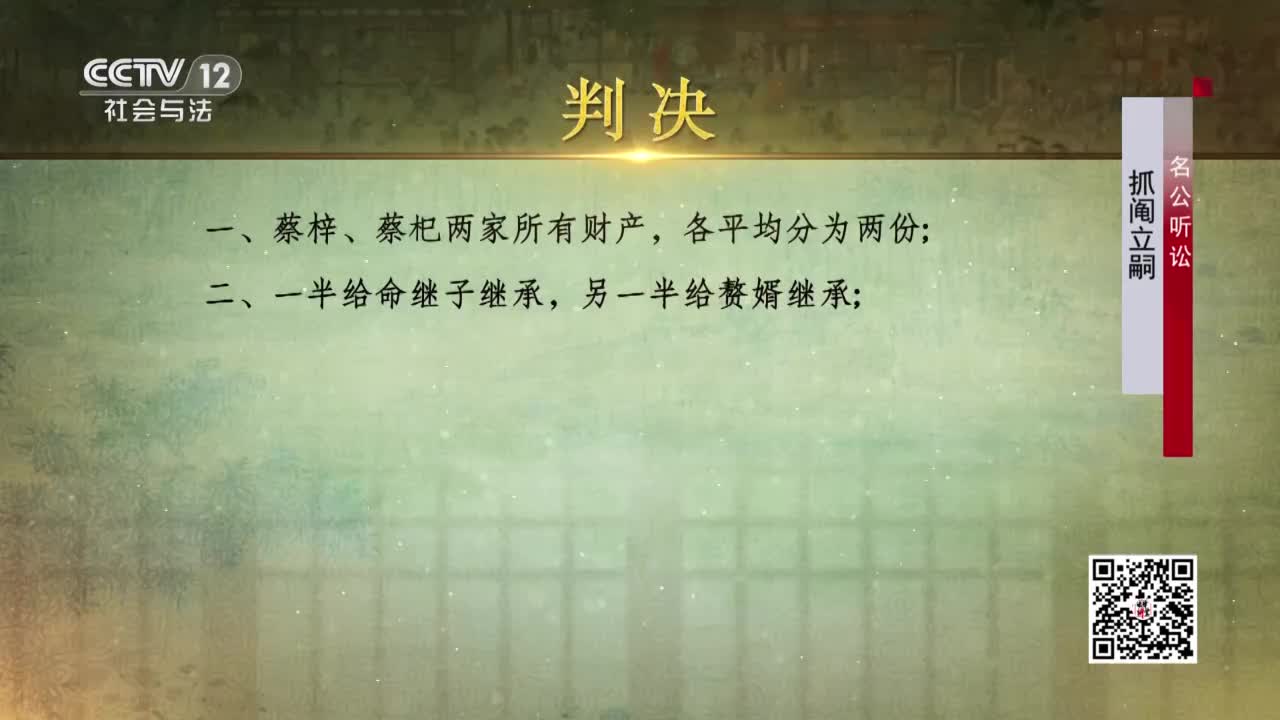 CCTV 12
社会与法
判决
一、蔡梓、蔡杞两家所有财产，各平均分为两份；
二、一半给命继子继承，另一半给赘婿继承；
名公听讼
抓阄立嗣